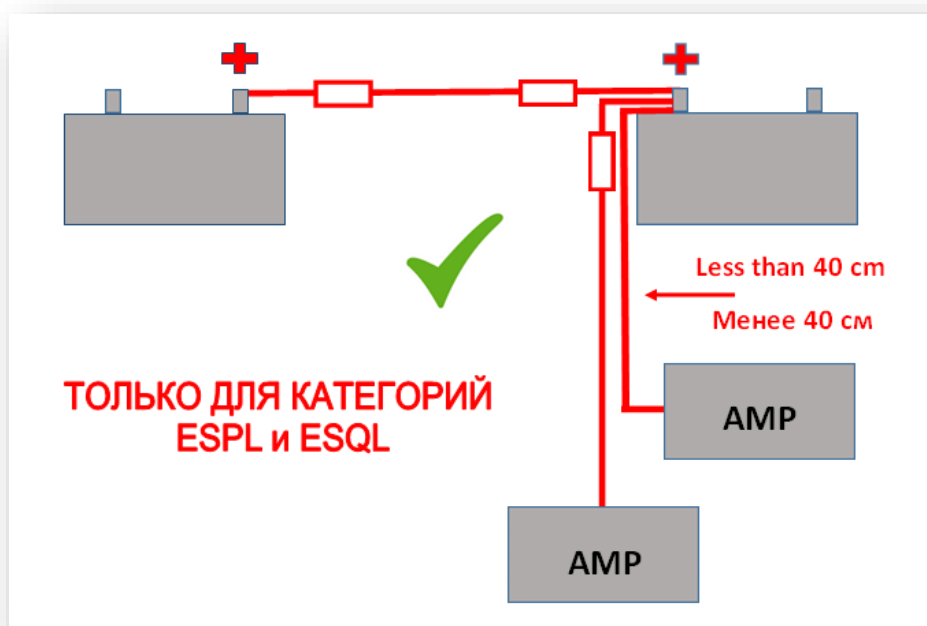 Less than 40 cm
Менее 40 см
ТОЛЬКО ДЛЯ КАТЕГОРИЙ
ESPL и ESQL
AMP
AMP